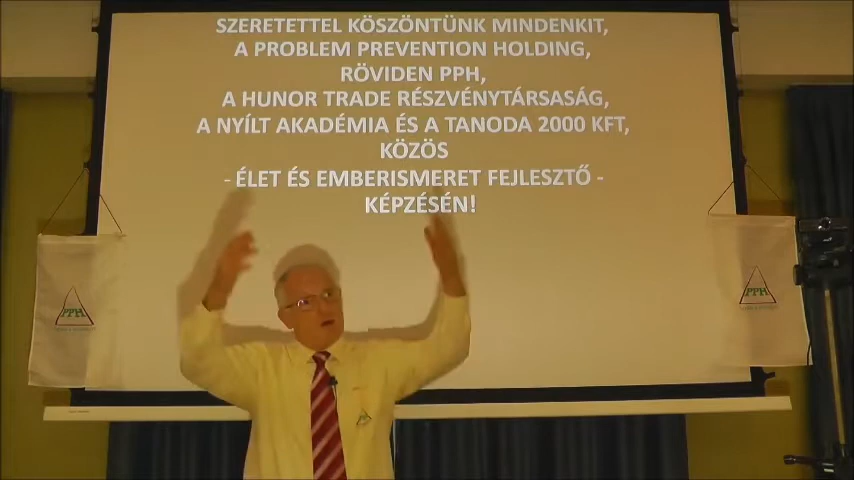 SZERETETTEL KÖSZÖNTÜNK MINDENKIT,
A PROBLEM PREVENTION HOLDING,
RÖVIDEN PPH,
A HUNOR TRADE RÉSZVÉNYTÁRSASÁG,
A NYÍLT AKADÉMIA ÉS A TANODA 2000 KFT,
KÖZÖS
- ÉLET ÉS EMBERISMERET FEJLESZTŐ -
KÉPZÉSÉN!
PPH
PPH